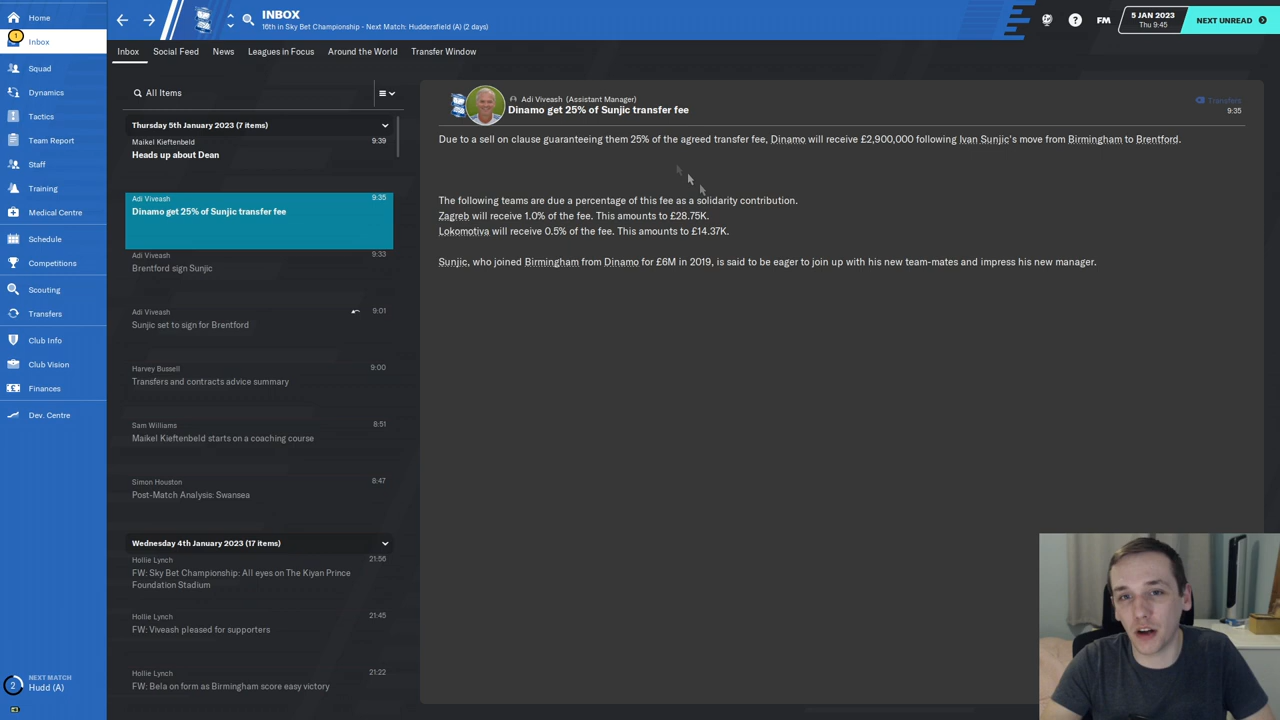 Home
1
Inbox
Squad
Dynamics
Tactics
Team Report
Staff
Training
Medical Centre
Schedule
Competitions
Scouting
Transfers
Club Info
Club Vision
Finances
Dev. Centre
2
NEXT MATCH
Hudd (A)
INBOX
16th in Sky Bet Championship - Next Match: Huddersfield (A) (2 days)
?
FM
5 JAN 2023
Thu 9:45
NEXT UNREAD
Inbox
Social Feed
News
Leagues in Focus
Around the World
Transfer Window
All Items
Thursday 5th January 2023 (7 items)
Maikel Kieftenbeld 9:39
Heads up about Dean
Adi Viveash 9:35
Dinamo get 25% of Sunjic transfer fee
Adi Viveash 9:33
Brentford sign Sunjic
Adi Viveash 9:01
Sunjic set to sign for Brentford
Harvey Bussell 9:00
Transfers and contracts advice summary
Sam Williams 8:51
Maikel Kieftenbeld starts on a coaching course
Simon Houston 8:47
Post-Match Analysis: Swansea
Wednesday 4th January 2023 (17 items)
Hollie Lynch 21:56
FW: Sky Bet Championship: All eyes on The Kiyan Prince
Foundation Stadium
Hollie Lynch 21:45
FW: Viveash pleased for supporters
Hollie Lynch 21:22
FW: Bela on form as Birmingham score easy victory
Adi Viveash (Assistant Manager)
Dinamo get 25% of Sunjic transfer fee
Transfers
9:35
Due to a sell on clause guaranteeing them 25% of the agreed transfer fee, Dinamo will receive £2,900,000 following Ivan Sunjic's move from Birmingham to Brentford.
The following teams are due a percentage of this fee as a solidarity contribution.
Zagreb will receive 1.0% of the fee. This amounts to £28.75K.
Lokomotiva will receive 0.5% of the fee. This amounts to £14.37K.
Sunjic, who joined Birmingham from Dinamo for £6M in 2019, is said to be eager to join up with his new team-mates and impress his new manager.